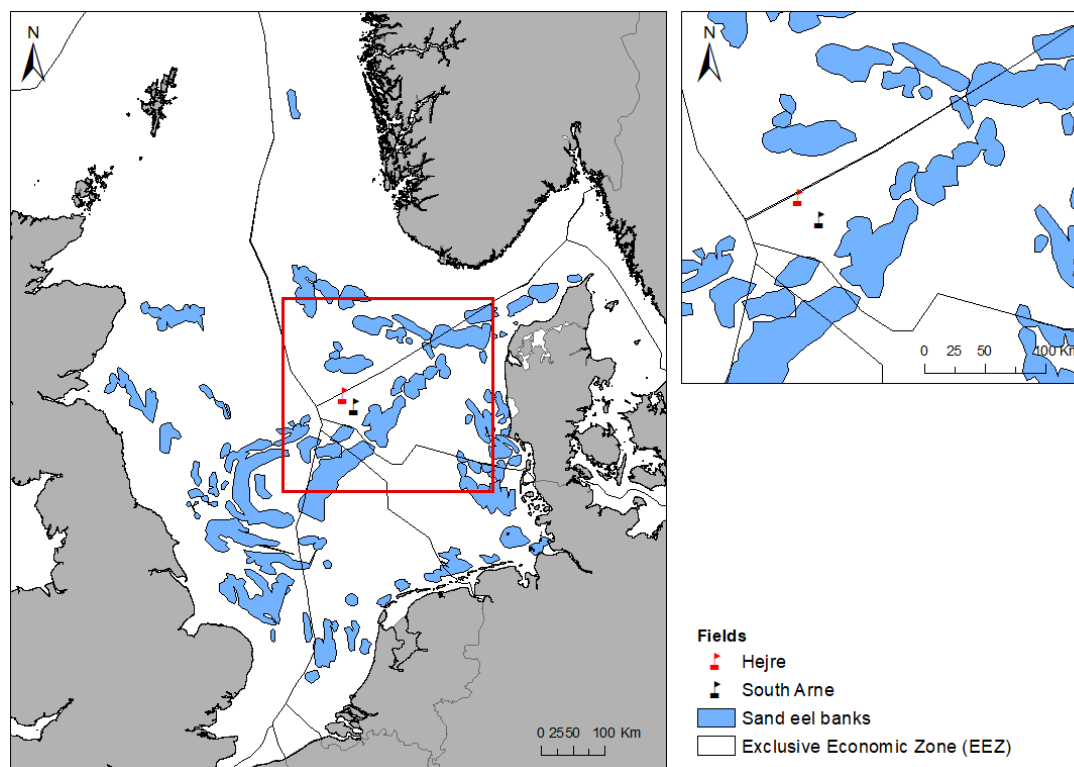 N
0 2550 100 Km
N
0 25 50 100 Km
Fields
Hejre
South Arne
Sand eel banks
Exclusive Economic Zone (EEZ)